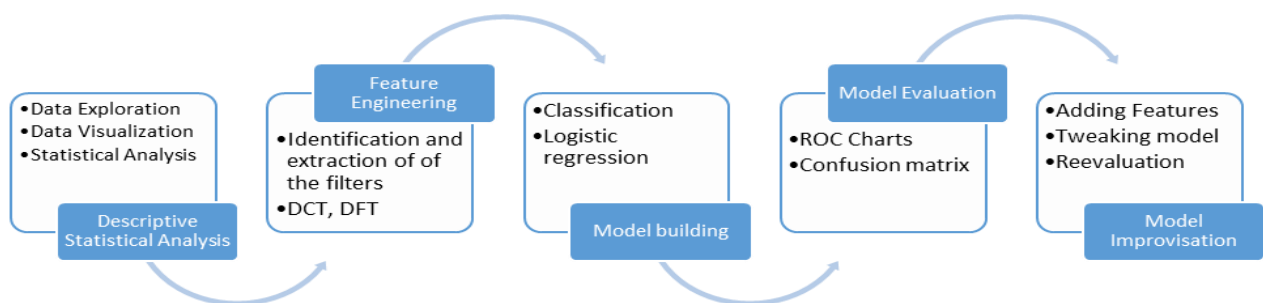 •Data Exploration
•Data Visualization
•Statistical Analysis
Descriptive
Statistical Analysis
Feature
Engineering
•Identification and
extraction of of
the filters
•DCT, DFT
•Classification
•Logistic
regression
Model building
Model Evaluation
•ROC Charts
•Confusion matrix
•Adding Features
•Tweaking model
•Reevaluation
Model
Improvisation